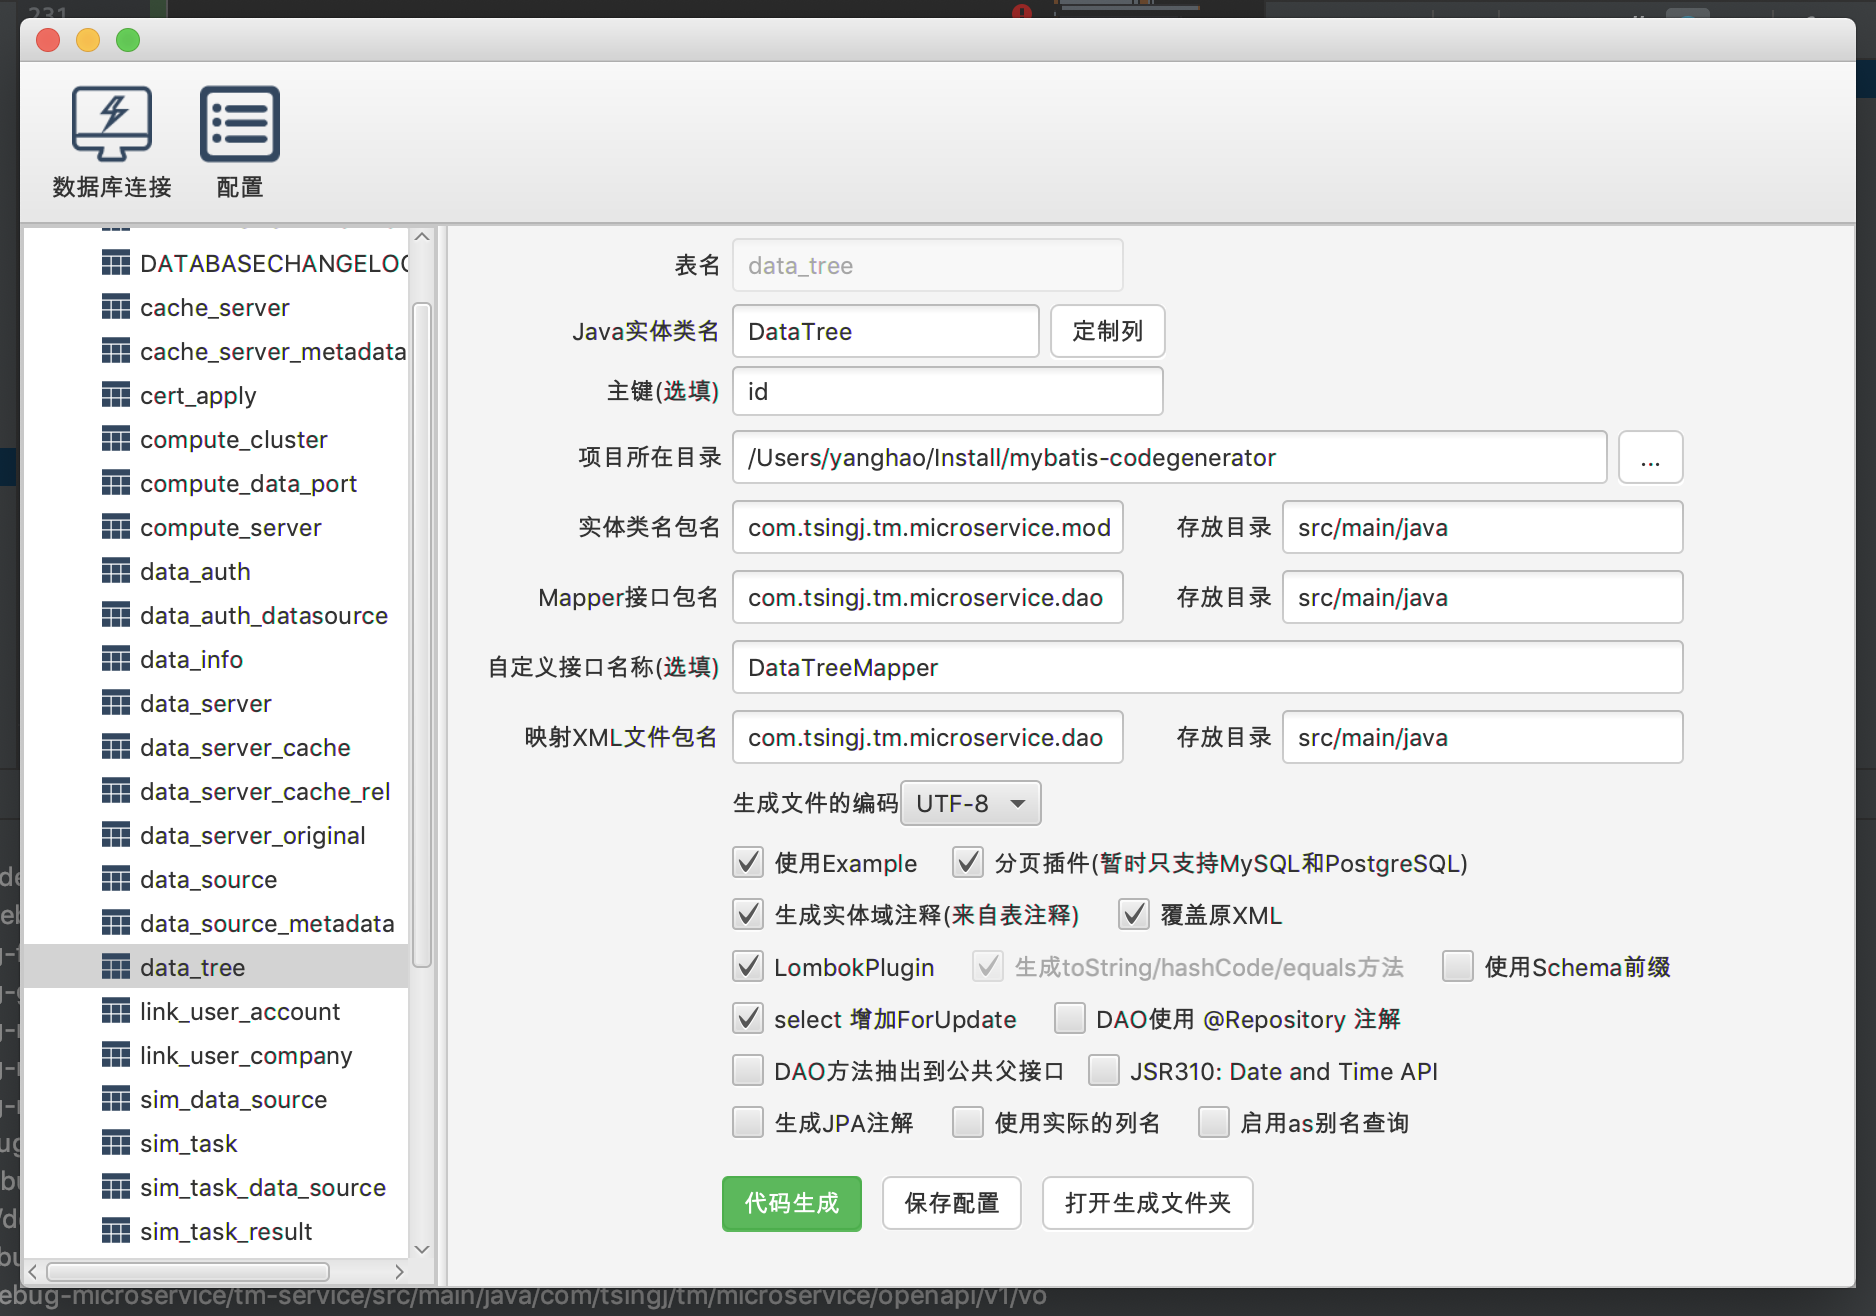 231
数据库连接
配置
DATABASECHANGELOG
cache_server
cache_server_metadata
cert_apply
compute_cluster
compute_data_port
compute_server
data_auth
data_auth_datasource
data_info
data_server
data_server_cache
data_server_cache_rel
data_server_original
data_source
data_source_metadata
data_tree
link_user_account
link_user_company
sim_data_source
sim_task
sim_task_data_source
sim_task_result
表名 data_tree
Java实体类名 DataTree 定制列
主键(选填) id
项目所在目录 /Users/yanghao/Install/mybatis-codegenerator ...
实体类名包名 com.tsingj.tm.microservice.mod 存放目录 src/main/java
Mapper接口包名 com.tsingj.tm.microservice.dao 存放目录 src/main/java
自定义接口名称(选填) DataTreeMapper
映射XML文件包名 com.tsingj.tm.microservice.dao 存放目录 src/main/java
生成文件的编码 UTF-8
使用Example 分页插件(暂时只支持MySQL和PostgreSQL)
生成实体域注释(来自表注释) 覆盖原XML
LombokPlugin 生成toString/hashCode/equals方法 使用Schema前缀
select 增加ForUpdate DAO使用 @Repository 注解
DAO方法抽出到公共父接口 JSR310: Date and Time API
生成JPA注解 使用实际的列名 启用as别名查询
代码生成 保存配置 打开生成文件夹
ebug-microservice/tm-service/src/main/java/com/tsingj/tm/microservice/openapi/v1/vo